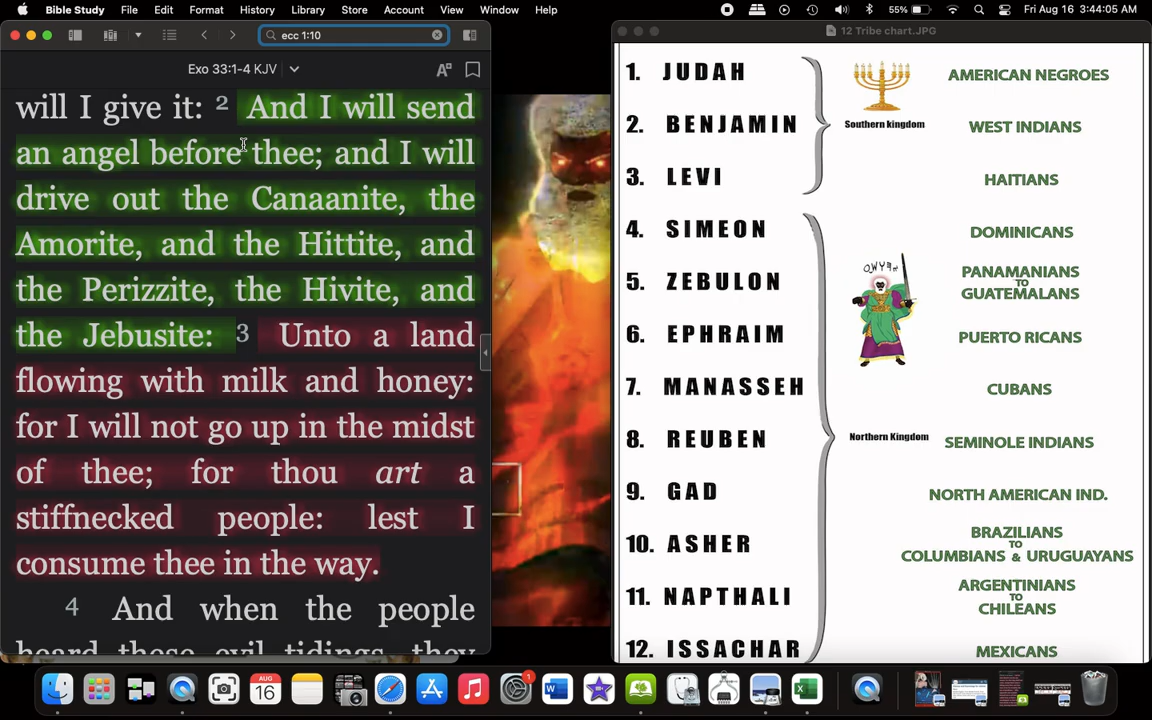 Bible Study File Edit Format History Library Store Account View Window Help 55% Fri Aug 16 3:44:05 AM
ecc 1:10
Exo 33:1-4 KJV
will I give it: 2 And I will send
an angel before thee; and I will
drive out the Canaanite, the
Amorite, and the Hittite, and
the Perizzite, the Hivite, and
the Jebusite: 3 Unto a land
flowing with milk and honey:
for I will not go up in the midst
of thee; for thou art a
stiffnecked people: lest I
consume thee in the way.
4 And when the people
heard these evil tidings, they
12 Tribe chart.JPG
1. JUDAH
AMERICAN NEGROES
2. BENJAMIN
Southern kingdom
WEST INDIANS
3. LEVI
HAITIANS
4. SIMEON
DOMINICANS
5. ZEBULON
PANAMANIANS
TO
GUATEMALANS
6. EPHRAIM
PUERTO RICANS
7. MANASSEH
CUBANS
8. REUBEN
Northern Kingdom
SEMINOLE INDIANS
9. GAD
NORTH AMERICAN IND.
10. ASHER
BRAZILIANS
TO
COLUMBIANS & URUGUAYANS
11. NAPTHALI
ARGENTINIANS
TO
CHILEANS
12. ISSACHAR
MEXICANS
AUG
16
1